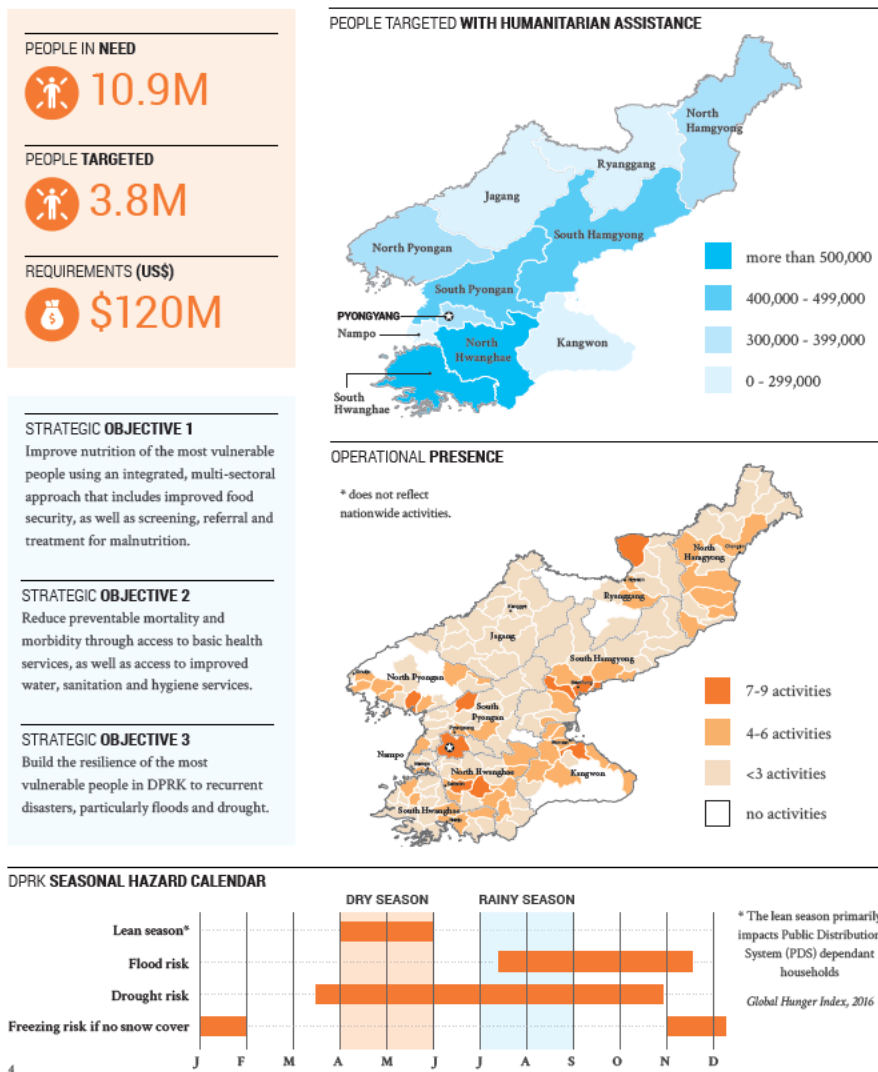 PEOPLE IN NEED
10.9M
PEOPLE TARGETED
3.8M
REQUIREMENTS (US$)
$120M
STRATEGIC OBJECTIVE 1
Improve nutrition of the most vulnerable
people using an integrated, multi-sectoral
approach that includes improved food
security, as well as screening, referral and
treatment for malnutrition.
STRATEGIC OBJECTIVE 2
Reduce preventable mortality and
morbidity through access to basic health
services, as well as access to improved
water, sanitation and hygiene services.
STRATEGIC OBJECTIVE 3
Build the resilience of the most
vulnerable people in DPRK to recurrent
disasters, particularly floods and drought.
PEOPLE TARGETED WITH HUMANITARIAN ASSISTANCE
North
Hamgyong
Ryanggang
Jagang
South Hamgyong
North Pyongan
South Pyongan
PYONGYANG
Nampo
North
Hwanghae
Kangwon
South
Hwanghae
more than 500,000
400,000 - 499,000
300,000 - 399,000
0 - 299,000
OPERATIONAL PRESENCE
* does not reflect
nationwide activities.
North
Hamgyong
Ryanggang
Jagang
South Hamgyong
North Pyongan
South
Pyongan
Nampo
North Hwanghae
Kangwon
South Hwanghae
7-9 activities
4-6 activities
<3 activities
no activities
DPRK SEASONAL HAZARD CALENDAR
DRY SEASON
RAINY SEASON
Lean season*
Flood risk
Drought risk
Freezing risk if no snow cover
J F M A M J J A S O N D
* The lean season primarily
impacts Public Distribution
System (PDS) dependant
households
Global Hunger Index, 2016
4